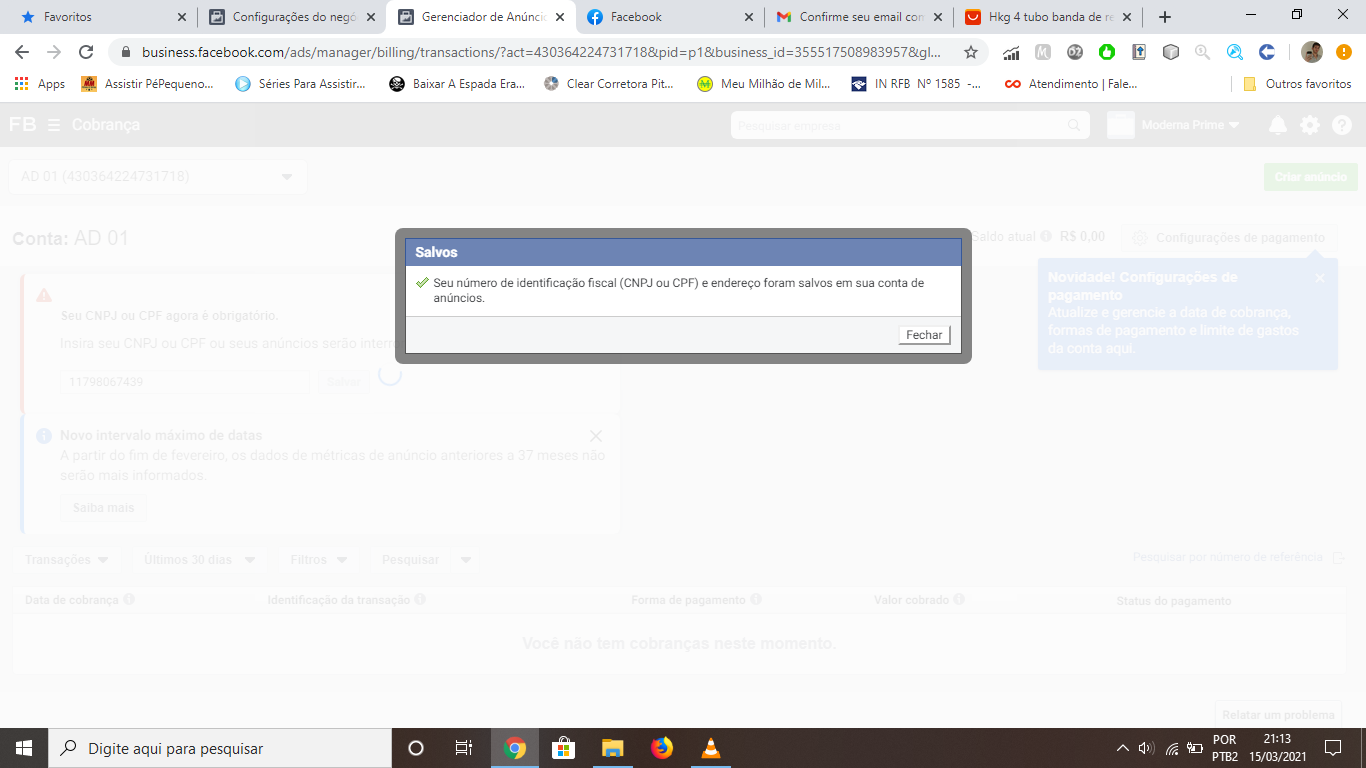 Favoritos
Configurações do negó
Gerenciador de Anúnci
Facebook
Confirme seu email con
Hkg 4 tubo banda de re
business.facebook.com/ads/manager/billing/transactions/?act=430364224731718&pid=p1&business_id=355517508983957&gl...
Apps
Assistir PéPequeno...
Séries Para Assistir...
Baixar A Espada Era...
Clear Corretora Pit...
Meu Milhão de Mil...
IN RFB Nº 1585 -...
Atendimento | Fale...
Outros favoritos
FB
Cobrança
Pesquisar empresa
Moderna Prime
AD 01 (430364224731718)
Criar anúncio
Conta: AD 01
Saldo atual
R$ 0,00
Configurações de pagamento
Salvos
Seu número de identificação fiscal (CNPJ ou CPF) e endereço foram salvos em sua conta de
anúncios.
Fechar
Novidade! Configurações de
pagamento
Atualize e gerencie a data de cobrança,
formas de pagamento e limite de gastos
da conta aqui.
Seu CNPJ ou CPF agora é obrigatório.
Insira seu CNPJ ou CPF ou seus anúncios serão inter
11798067439
Novo intervalo máximo de datas
A partir do fim de fevereiro, os dados de métricas de anúncio anteriores a 37 meses não
serão mais informados.
Saiba mais
Transações
Últimos 30 dias
Filtros
Pesquisar
Pesquisar por número de referência
Data de cobrança
Identificação da transação
Forma de pagamento
Valor cobrado
Status do pagamento
Você não tem cobranças neste momento.
Relatar um problema
Digite aqui para pesquisar
POR
PTB2
21:13
15/03/2021